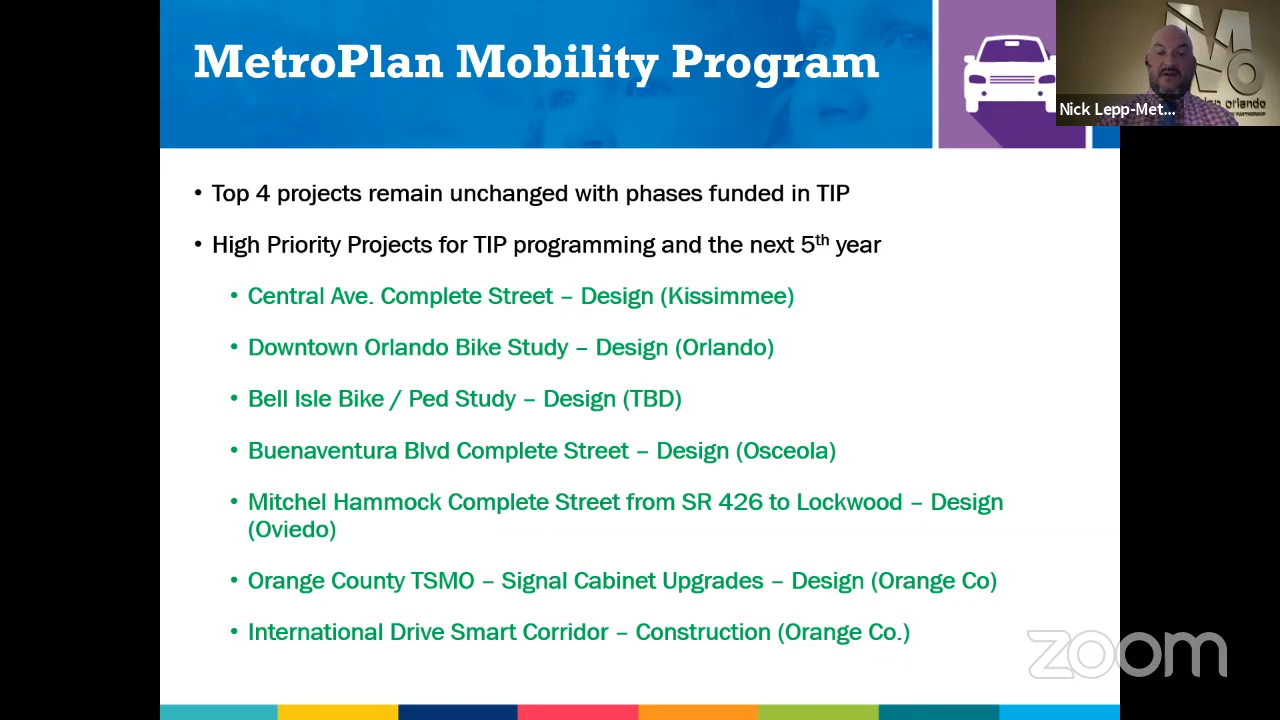 MetroPlan Mobility Program
Nick Lepp-Met...
orlando
• Top 4 projects remain unchanged with phases funded in TIP
• High Priority Projects for TIP programming and the next 5th year
• Central Ave. Complete Street – Design (Kissimmee)
• Downtown Orlando Bike Study – Design (Orlando)
• Bell Isle Bike / Ped Study – Design (TBD)
• Buenaventura Blvd Complete Street – Design (Osceola)
• Mitchel Hammock Complete Street from SR 426 to Lockwood – Design
(Oviedo)
• Orange County TSMO – Signal Cabinet Upgrades – Design (Orange Co)
• International Drive Smart Corridor – Construction (Orange Co.)
zoom